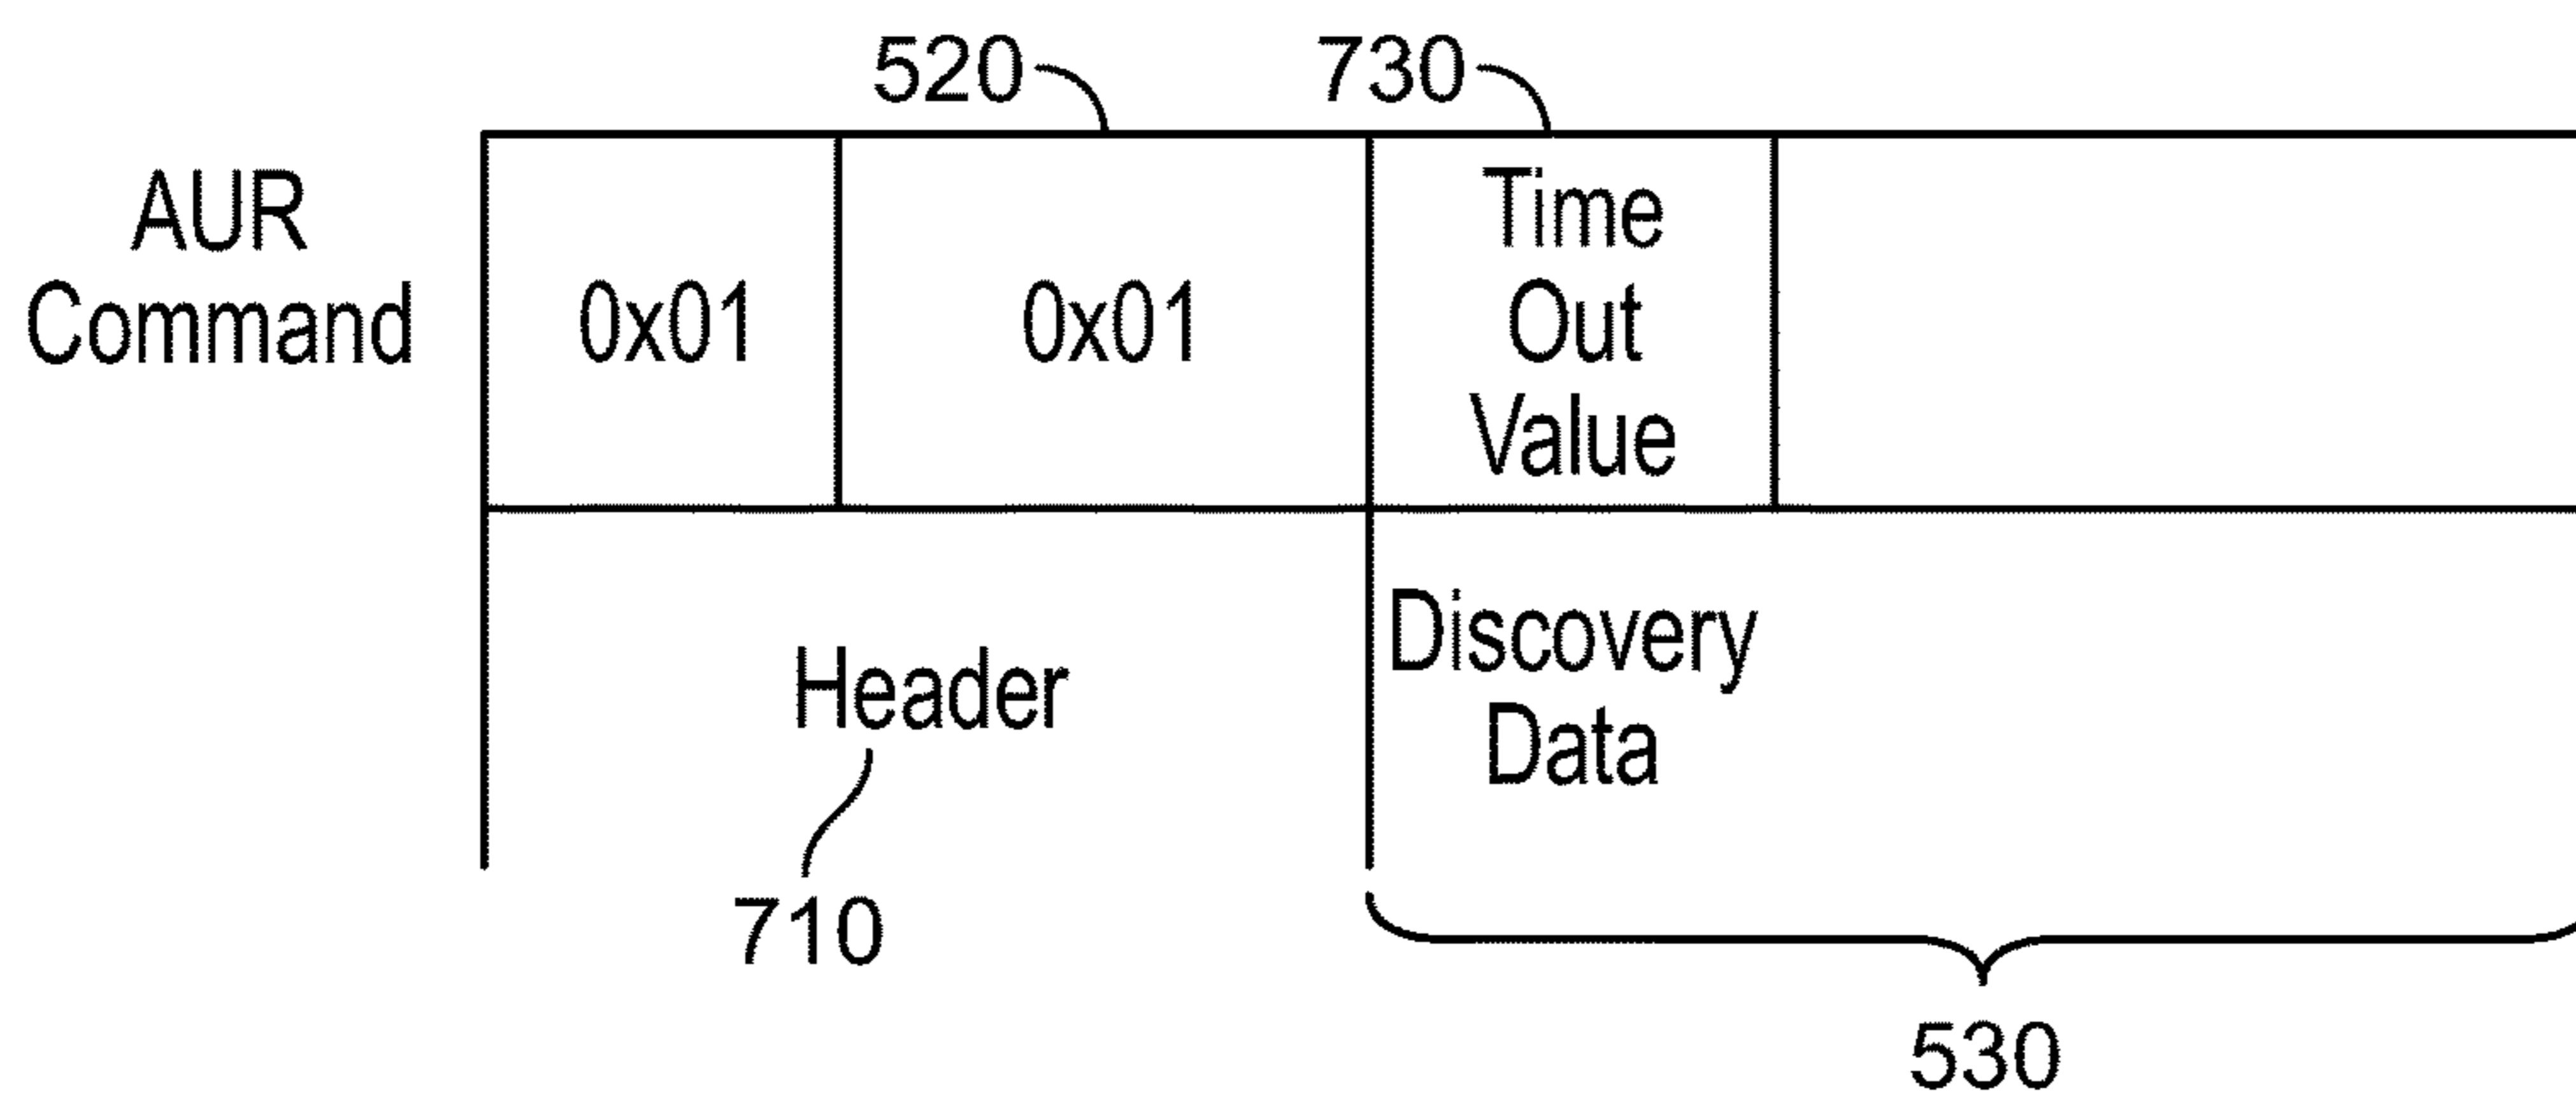 520
730
AUR
Command
0x01
0x01
Time
Out
Value
Header
Discovery
Data
710
530